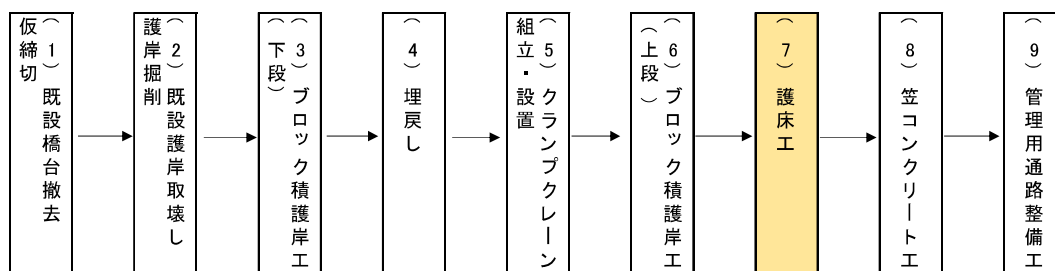 (1) 既設橋台撤去
仮締切
(2) 既設護岸取壊し
護岸掘削
(3) ブロック積護岸工
(下段)
(4) 埋戻し
(5) クランプクレーン
組立・設置
(6) ブロック積護岸工
(上段)
(7) 護床工
(8) 笠コンクリート工
(9) 管理用通路整備工